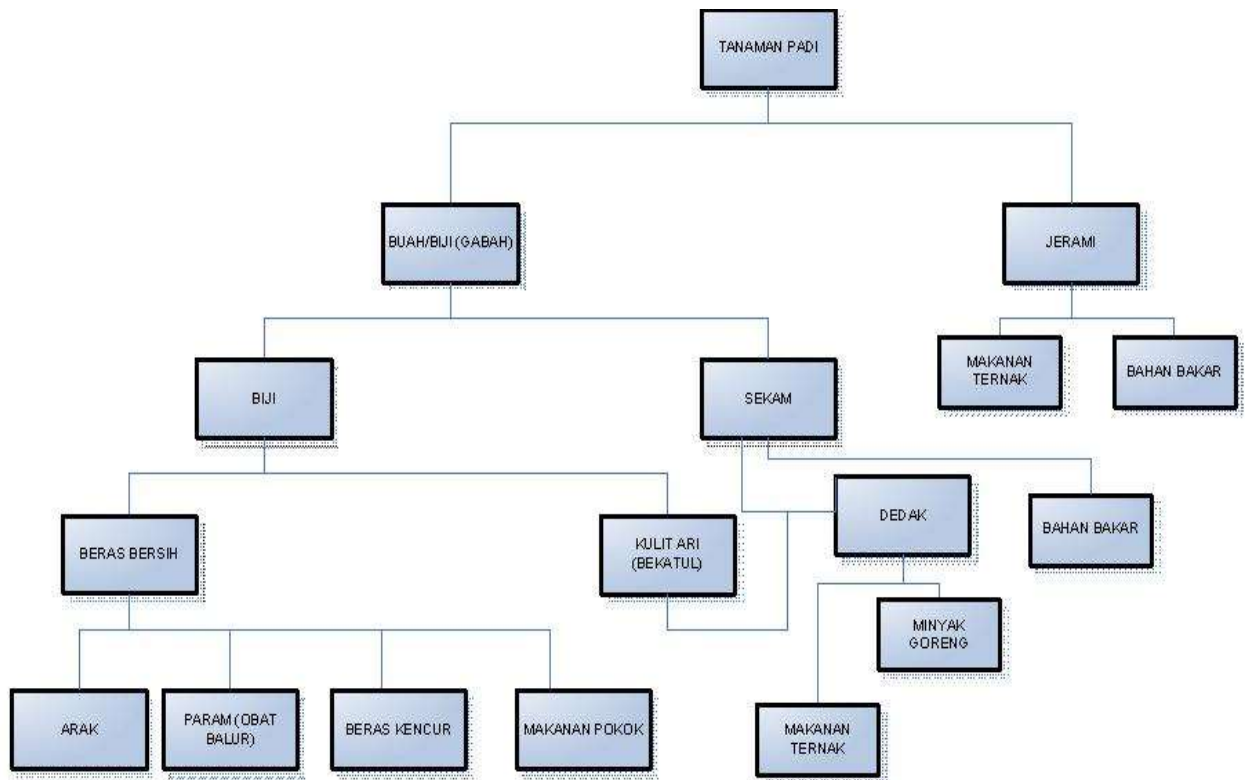 TANAMAN PADI
BUAH/BIJI (GABAH)
JERAMI
MAKANAN
TERNAK
BAHAN BAKAR
BIJI
SEKAM
DEDAK
BAHAN BAKAR
BERAS BERSIH
KULIT ARI
(BEKATUL)
MINYAK
GORENG
ARAK
PARAM (OBAT
BALUR)
BERAS KENCUR
MAKANAN POKOK
MAKANAN
TERNAK